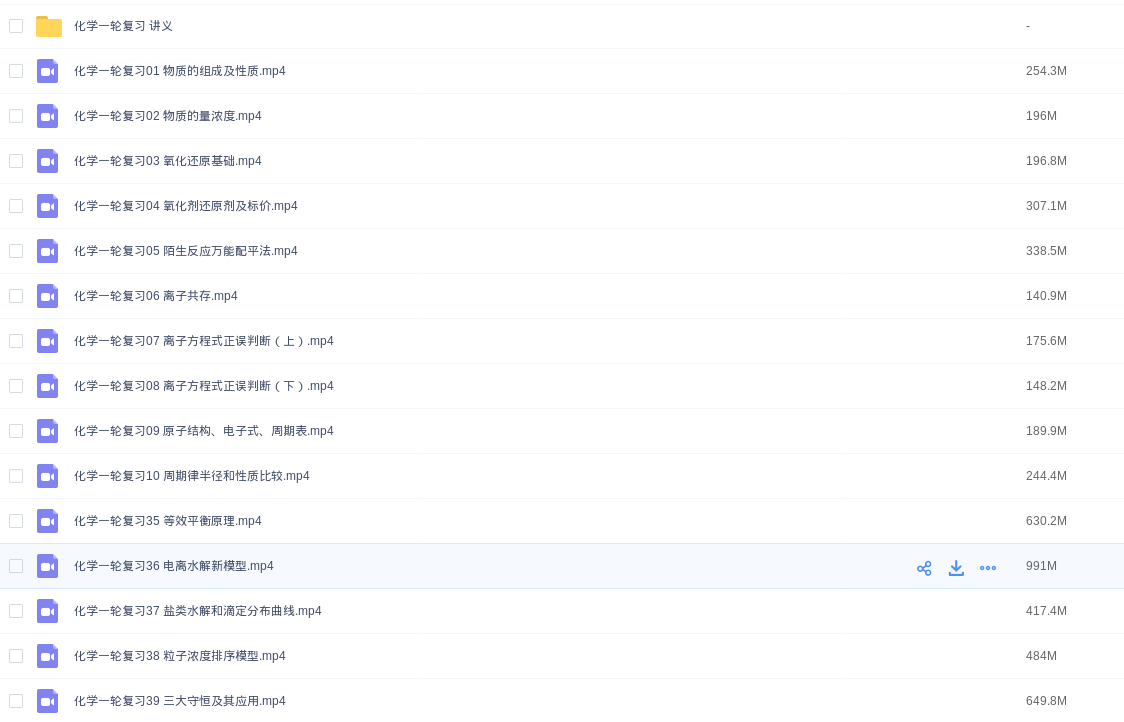 化学一轮复习 讲义 -
化学一轮复习01 物质的组成及性质.mp4 254.3M
化学一轮复习02 物质的量浓度.mp4 196M
化学一轮复习03 氧化还原基础.mp4 196.8M
化学一轮复习04 氧化剂还原剂及标价.mp4 307.1M
化学一轮复习05 陌生反应万能配平法.mp4 338.5M
化学一轮复习06 离子共存.mp4 140.9M
化学一轮复习07 离子方程式正误判断（上）.mp4 175.6M
化学一轮复习08 离子方程式正误判断（下）.mp4 148.2M
化学一轮复习09 原子结构、电子式、周期表.mp4 189.9M
化学一轮复习10 周期律半径和性质比较.mp4 244.4M
化学一轮复习35 等效平衡原理.mp4 630.2M
化学一轮复习36 电离水解新模型.mp4 991M
化学一轮复习37 盐类水解和滴定分布曲线.mp4 417.4M
化学一轮复习38 粒子浓度排序模型.mp4 484M
化学一轮复习39 三大守恒及其应用.mp4 649.8M